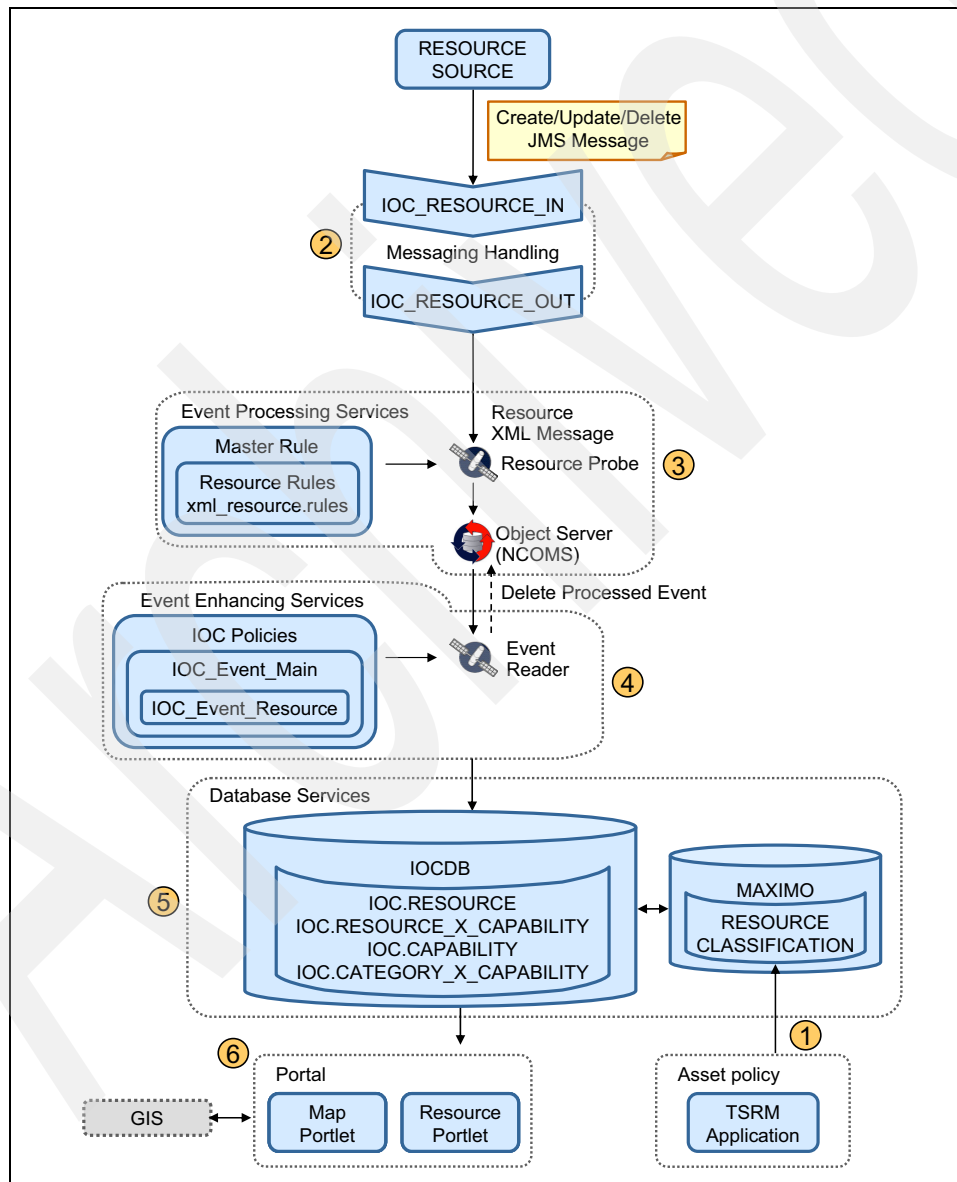 RESOURCE
SOURCE
Create/Update/Delete
JMS Message
IOC_RESOURCE_IN
2
Messaging Handling
IOC_RESOURCE_OUT
Event Processing Services
Master Rule
Resource Rules
xml_resource.rules
Resource
XML Message
Resource Probe
3
Object Server
(NCOMS)
Delete Processed Event
Event Enhancing Services
IOC Policies
IOC_Event_Main
IOC_Event_Resource
Event
Reader
4
Database Services
5
IOCDB
IOC.RESOURCE
IOC.RESOURCE_X_CAPABILITY
IOC.CAPABILITY
IOC.CATEGORY_X_CAPABILITY
MAXIMO
RESOURCE
CLASSIFICATION
1
6
Portal
GIS
Map
Portlet
Resource
Portlet
Asset policy
TSRM
Application